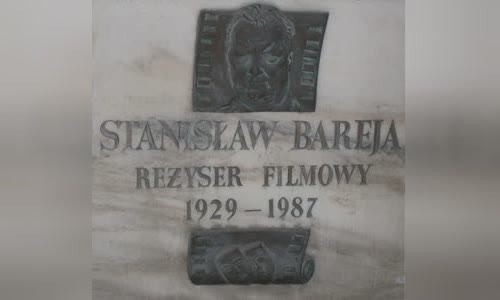 STANISŁAW BAREJA
REŻYSER FILMOWY
1929 – 1987